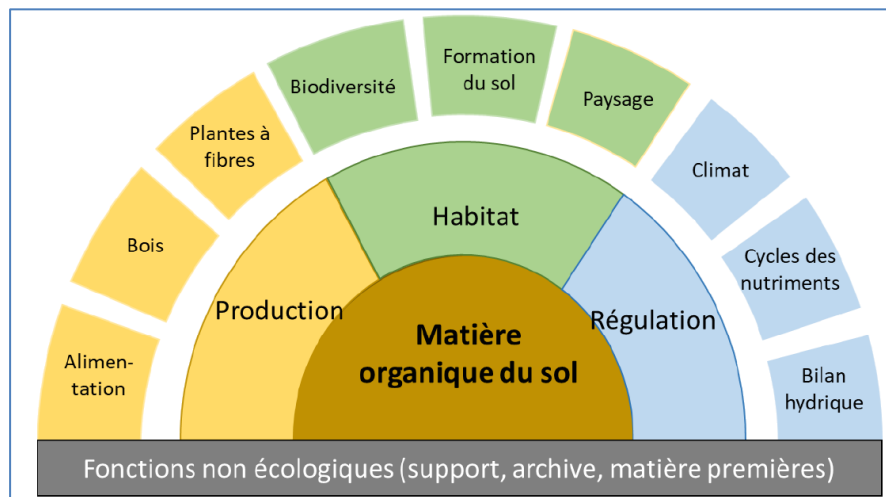 Formation
du sol
Biodiversité
Paysage
Plantes à
fibres
Climat
Habitat
Bois
Cycles des
nutriments
Production
Régulation
Matière
organique du sol
Alimen-
tation
Bilan
hydrique
Fonctions non écologiques (support, archive, matière premières)